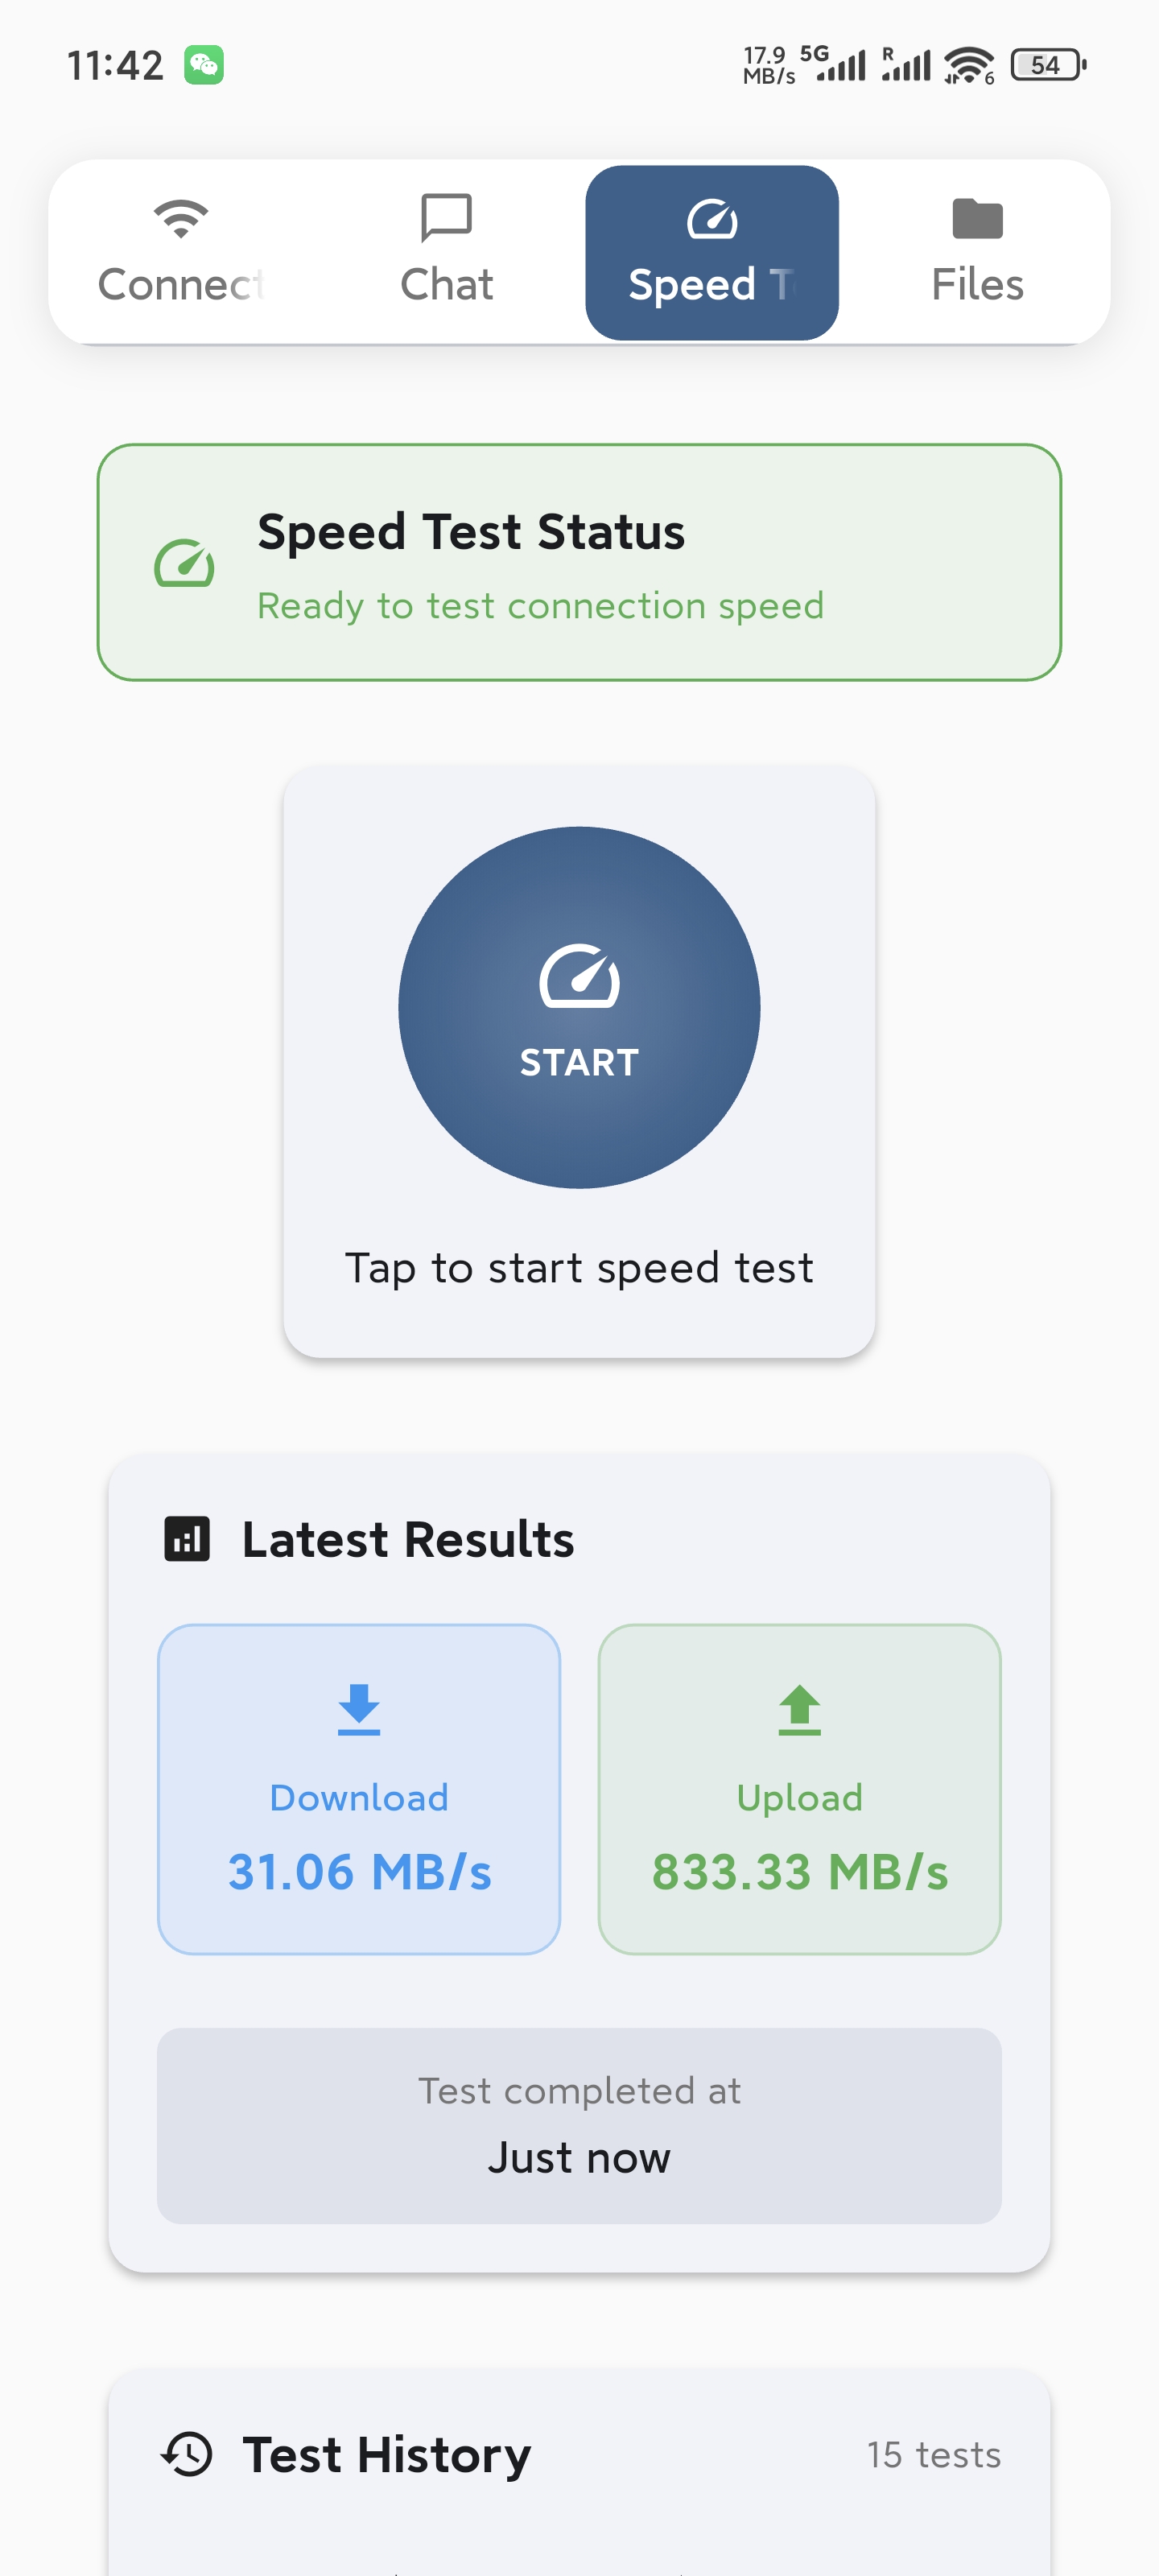 11:42
17.9 MB/s 5G R 6 54
Connect
Chat
Speed T
Files
Speed Test Status
Ready to test connection speed
START
Tap to start speed test
Latest Results
Download
31.06 MB/s
Upload
833.33 MB/s
Test completed at
Just now
Test History
15 tests